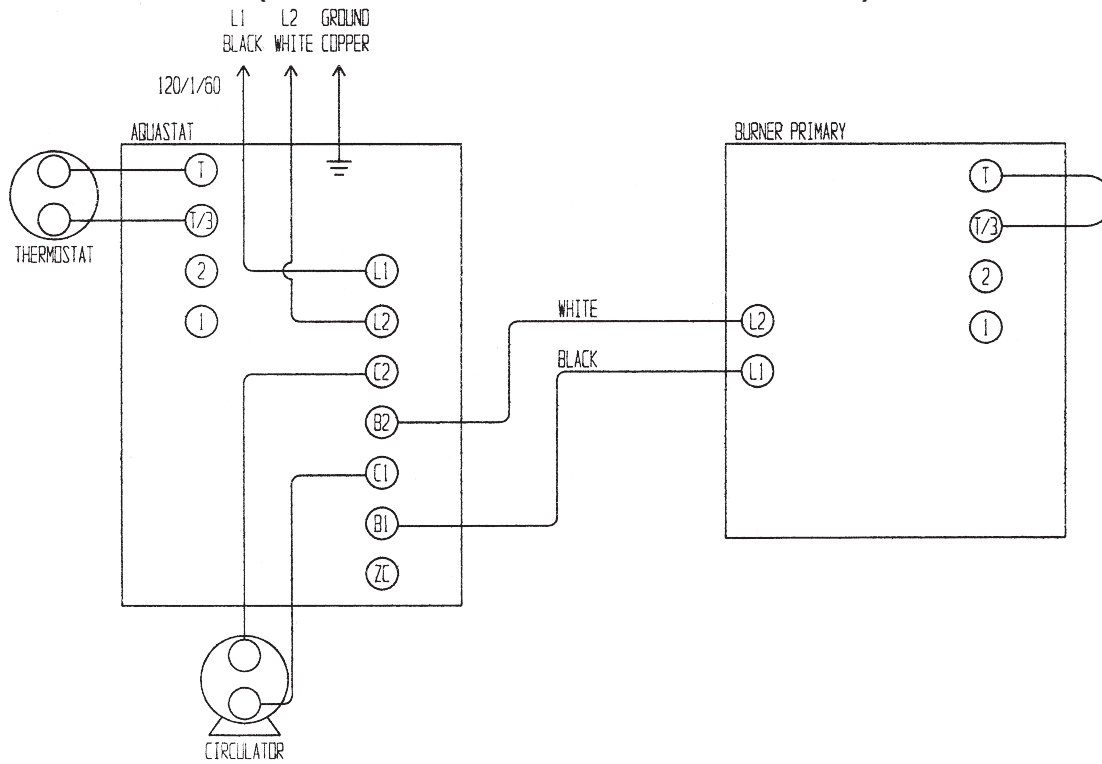 L1 L2 GROUND
BLACK WHITE COPPER
120/1/60
AQUASTAT
BURNER PRIMARY
T
T
T/3
T/3
THERMOSTAT
2
L1
2
1
L2
WHITE
L2
1
C2
BLACK
L1
B2
C1
B1
ZC
CIRCULATOR